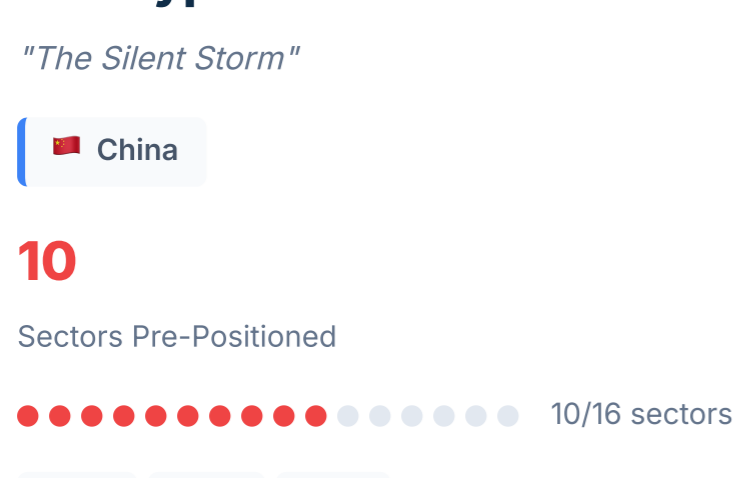 "The Silent Storm"
China
10
Sectors Pre-Positioned
10/16 sectors